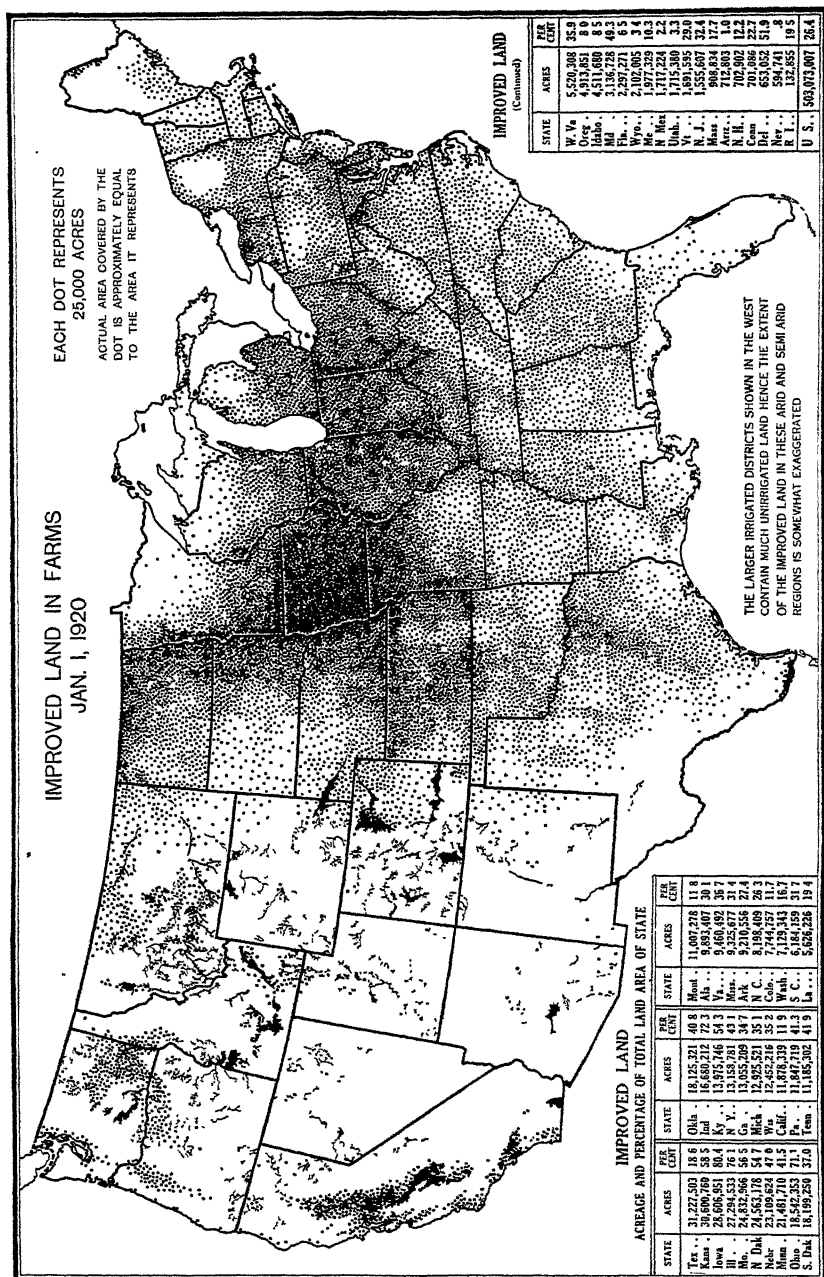 IMPROVED LAND IN FARMS
JAN. 1, 1920
EACH DOT REPRESENTS
25,000 ACRES
ACTUAL AREA COVERED BY THE
DOT IS APPROXIMATELY EQUAL
TO THE AREA IT REPRESENTS
THE LARGER IRRIGATED DISTRICTS SHOWN IN THE WEST
CONTAIN MUCH UNIRRIGATED LAND HENCE THE EXTENT
OF THE IMPROVED LAND IN THESE ARID AND SEMI ARID
REGIONS IS SOMEWHAT EXAGGERATED
IMPROVED LAND
ACREAGE AND PERCENTAGE OF TOTAL LAND AREA OF STATE
STATE ACRES PER CENT STATE ACRES PER CENT STATE ACRES PER CENT
Tex .. 31,227,503 18 6 Okla 18,125,321 40 8 Mont . 11,007,278 11 8
Kans . 30,600,760 58 5 Ind . 16,680,212 72 3 Ala .. 9,893,407 30 1
Iowa .. 28,606,951 80.4 Ky .. 13,975,746 54 3 Va ... 9,460,492 36 7
Ill .. 27,294,533 76 1 N Y. 13,158,781 43 1 Miss. . 9,325,677 31 4
Mo. .. 24,832,966 56.5 Ga . 13,055,209 34 7 Ark . 9,210,556 27.4
N Dak 24,563,178 54 7 Mich 12,925,521 35 1 N C. . 8,198,409 26 3
Nebr 23,109,624 47 0 Wis . 12,452,216 35 2 Colo.. 7,744,757 11.7
Minn . 21,481,710 41.5 Calif. . 11,878,339 11 9 Wash. 7,129,343 16.7
Ohio . 18,542,353 71.1 Pa. .. 11,847,719 41.3 S C. . 6,184,159 31 7
S. Dak 18,199,250 37.0 Tenn . 11,185,302 41 9 La ... 5,626,226 19 4
IMPROVED LAND
(Continued)
STATE ACRES PER CENT
W. Va 5,520,308 35.9
Oreg . 4,913,851 8 0
Idaho. 4,511,680 8 5
Md . 3,136,728 49.3
Fla. .. 2,297,271 6 5
Wyo. . 2,102,005 3 4
Me .. 1,977,329 10.3
N Mex 1,717,224 2.2
Utah. . 1,715,380 3.3
Vt ... 1,691,595 29.0
N. J.. . 1,555,607 32.4
Mass 908,834 17.7
Ariz.. . 712,803 1.0
N. H. . 702,902 12.2
Conn 701,086 22.7
Del .. 653,052 51.9
Nev .. 594,741 .8
R I. .. 132,855 19 5
U S.. 503,073,007 26.4